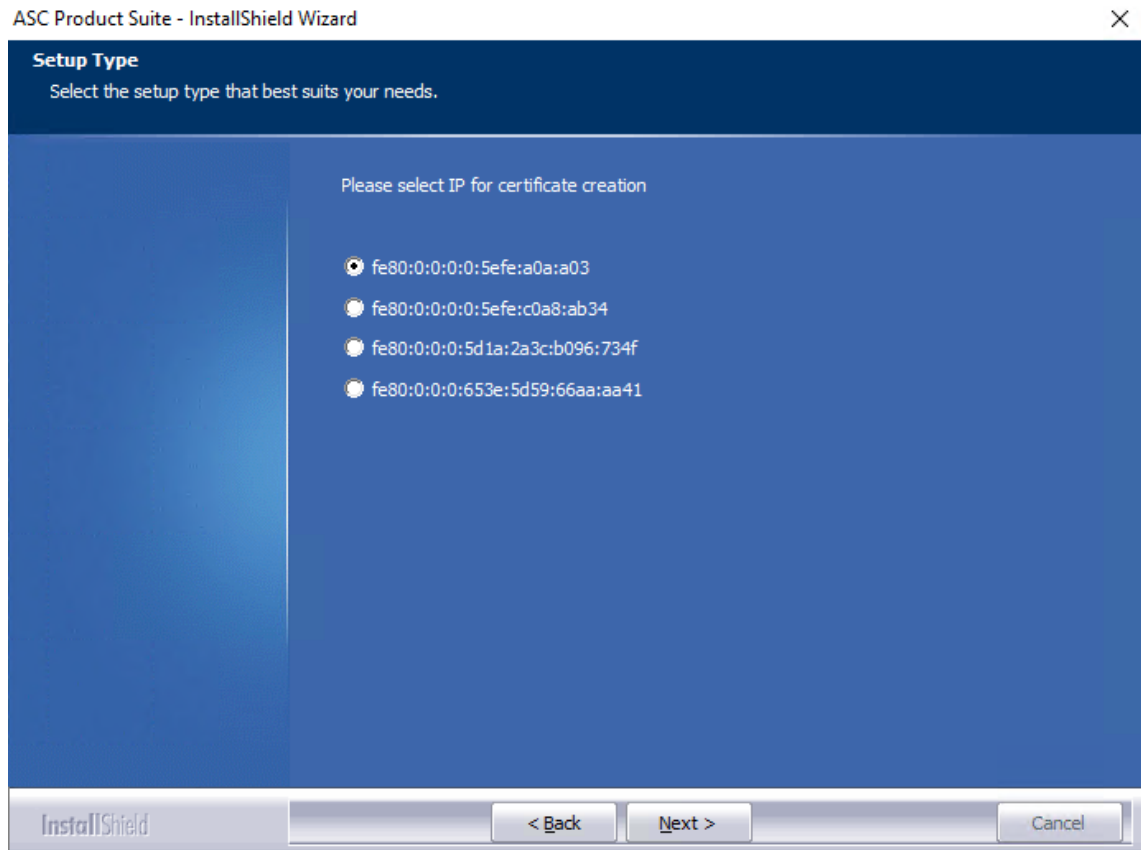 ASC Product Suite - InstallShield Wizard
Setup Type
Select the setup type that best suits your needs.
Please select IP for certificate creation
fe80:0:0:0:0:5efe:a0a:a03
fe80:0:0:0:0:5efe:c0a8:ab34
fe80:0:0:0:5d1a:2a3c:b096:734f
fe80:0:0:0:653e:5d59:66aa:aa41
InstallShield
< Back
Next >
Cancel